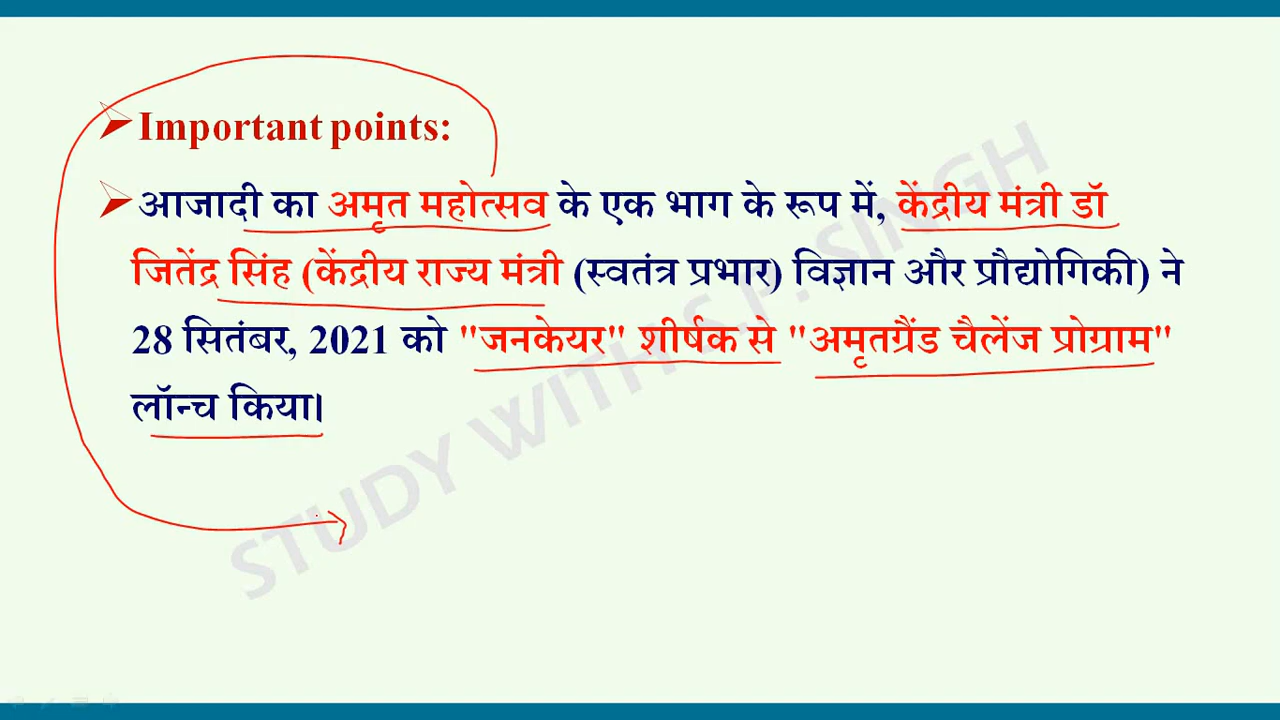 Important points:
आजादी का अमृत महोत्सव के एक भाग के रूप में, केंद्रीय मंत्री डॉ
जितेंद्र सिंह (केंद्रीय राज्य मंत्री (स्वतंत्र प्रभार) विज्ञान और प्रौद्योगिकी) ने
28 सितंबर, 2021 को "जनकेयर" शीर्षक से "अमृतग्रैंड चैलेंज प्रोग्राम"
लॉन्च किया।
STUDY WITH S.P. SINGH